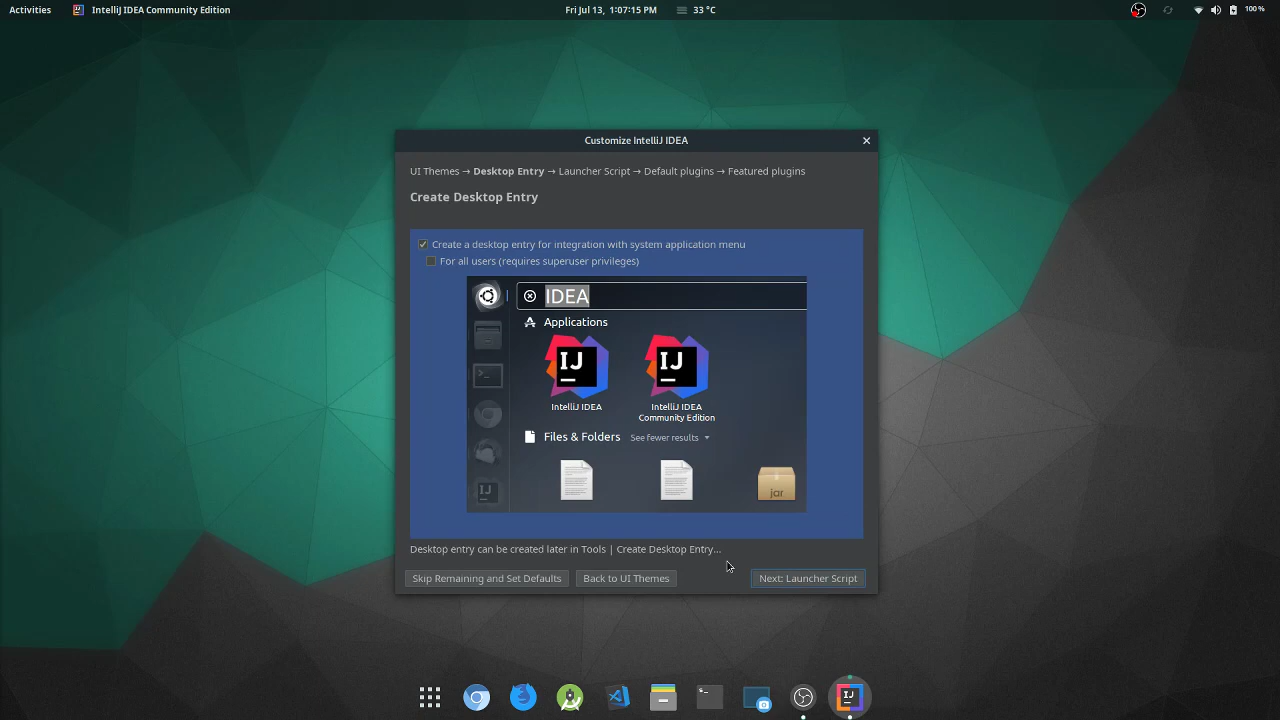 Activities
IntelliJ IDEA Community Edition
Fri Jul 13, 1:07:15 PM
33 °C
100 %
Customize IntelliJ IDEA
UI Themes → Desktop Entry → Launcher Script → Default plugins → Featured plugins
Create Desktop Entry
Create a desktop entry for integration with system application menu
For all users (requires superuser privileges)
IDEA
Applications
IJ
IJ
IntelliJ IDEA
IntelliJ IDEA
Community Edition
Files & Folders See fewer results
IJ
jar
Desktop entry can be created later in Tools | Create Desktop Entry...
Skip Remaining and Set Defaults
Back to UI Themes
Next: Launcher Script
IJ